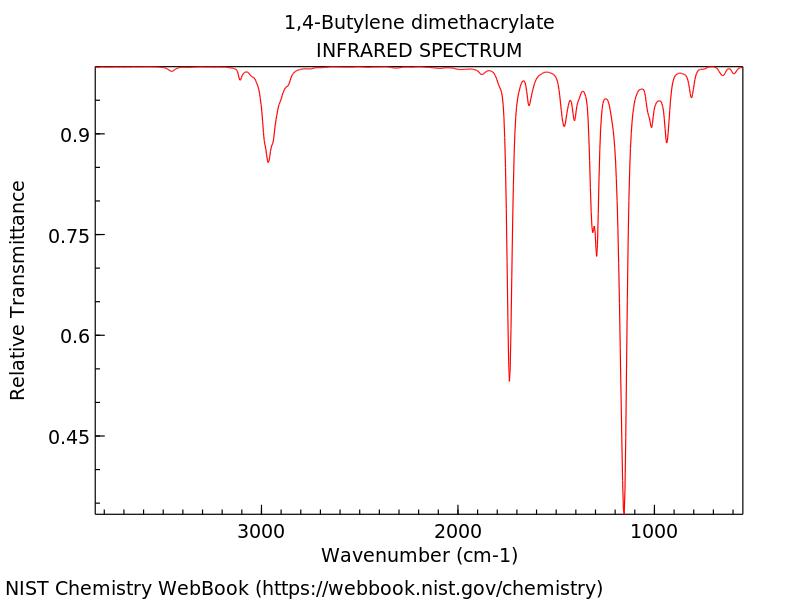 1,4-Butylene dimethacrylate
INFRARED SPECTRUM
0.9
0.75
0.6
0.45
Relative Transmittance
3000 2000 1000
Wavenumber (cm-1)
NIST Chemistry WebBook (https://webbook.nist.gov/chemistry)